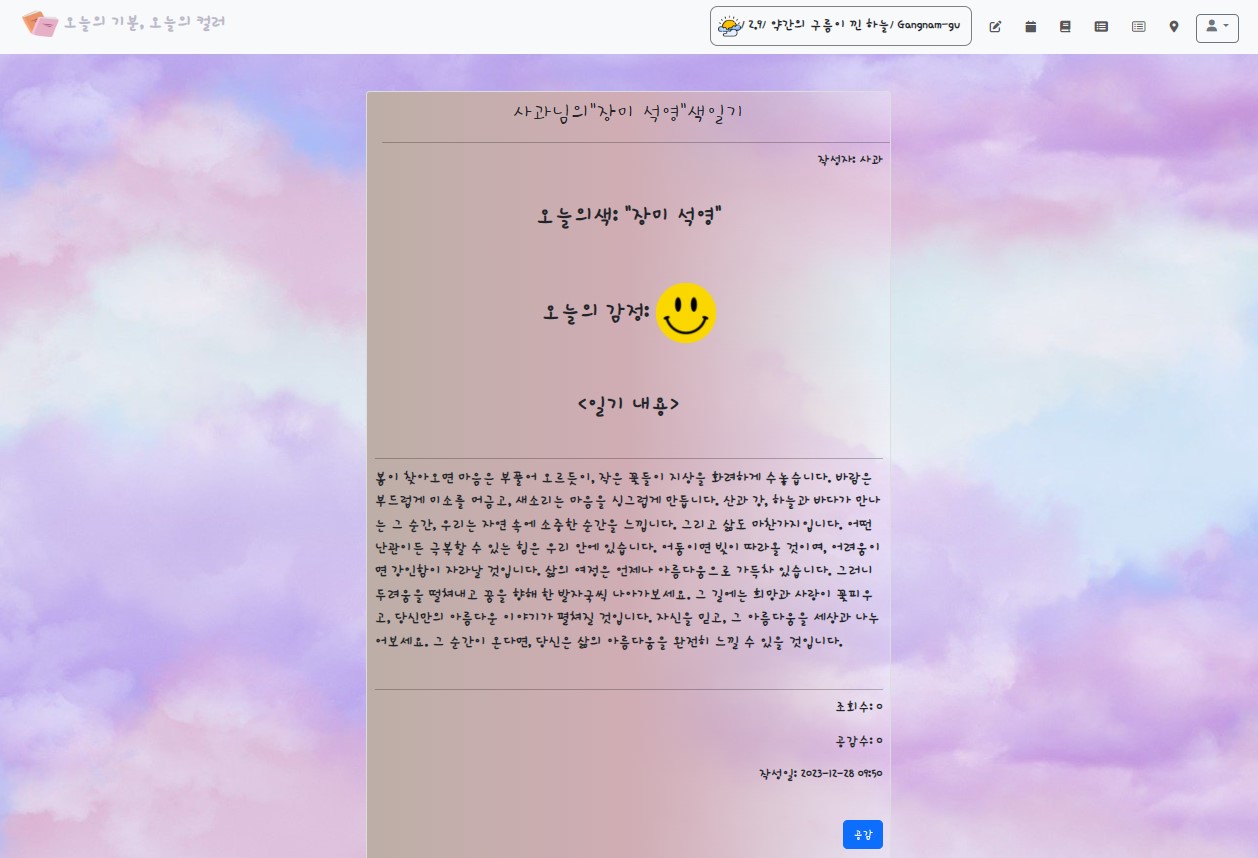 오늘의 기분, 오늘의 컬러
/ 2.9/ 약간의 구름이 낀 하늘/ Gangnam-gu
사과님의"장미 석영"색일기
작성자: 사과
오늘의색: "장미 석영"
오늘의 감정:
<일기 내용>
봄이 찾아오면 마음은 부풀어 오르듯이, 작은 꽃들이 지상을 화려하게 수놓습니다. 바람은
부드럽게 미소를 머금고, 새소리는 마음을 싱그럽게 만듭니다. 산과 강, 하늘과 바다가 만나
는 그 순간, 우리는 자연 속에 소중한 순간을 느낍니다. 그리고 삶도 마찬가지입니다. 어떤
난관이든 극복할 수 있는 힘은 우리 안에 있습니다. 어둠이면 빛이 따라올 것이며, 어려움이
면 강인함이 자라날 것입니다. 삶의 여정은 언제나 아름다움으로 가득차 있습니다. 그러니
두려움을 떨쳐내고 꿈을 향해 한 발자국씩 나아가보세요. 그 길에는 희망과 사랑이 꽃피우
고, 당신만의 아름다운 이야기가 펼쳐질 것입니다. 자신을 믿고, 그 아름다움을 세상과 나누
어보세요. 그 순간이 온다면, 당신은 삶의 아름다움을 완전히 느낄 수 있을 것입니다.
조회수: 0
공감수: 0
작성일: 2023-12-28 09:50
공감